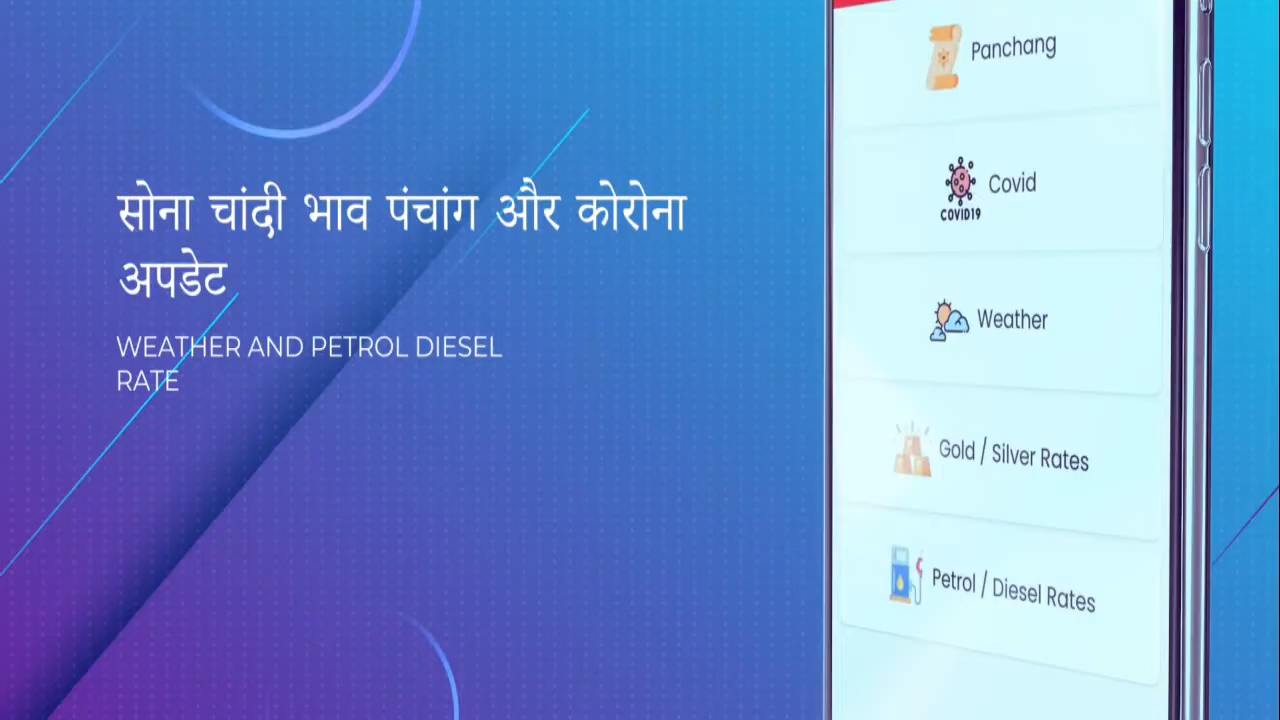 सोना चांदी भाव पंचांग और कोरोना
अपडेट
WEATHER AND PETROL DIESEL
RATE
Panchang
COVID19
Covid
Weather
Gold / Silver Rates
Petrol / Diesel Rates